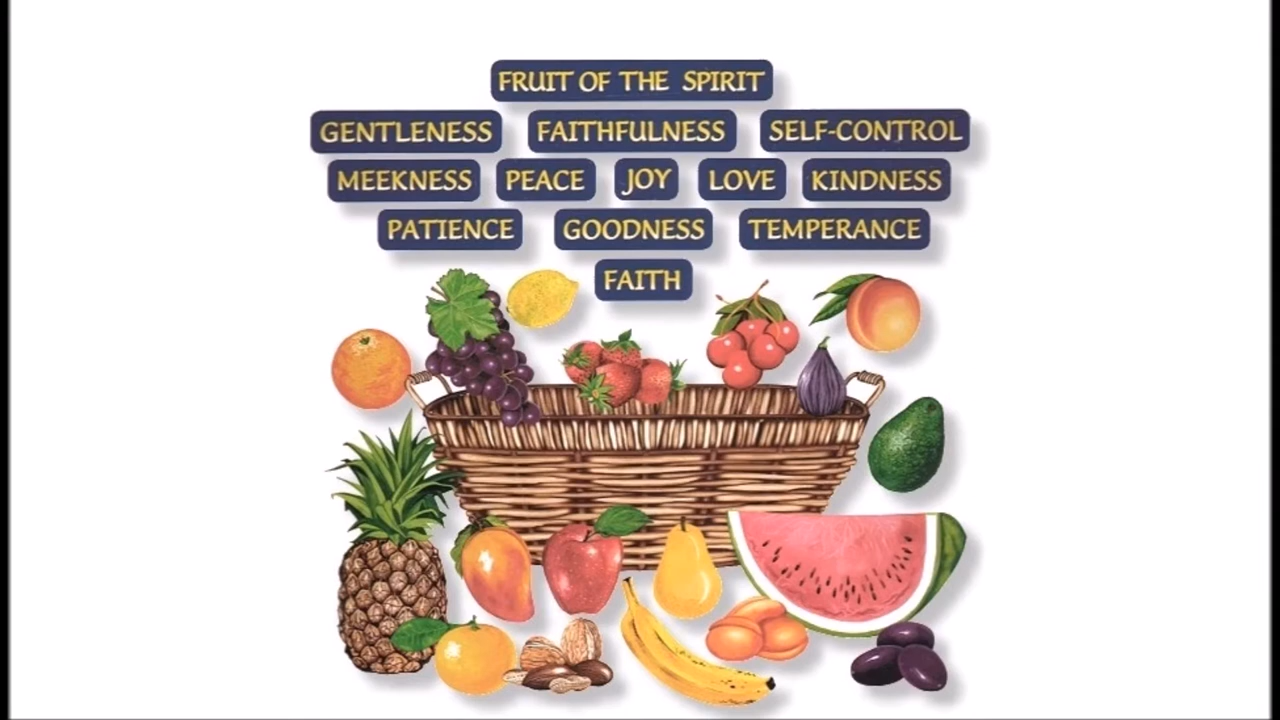 FRUIT OF THE SPIRIT
GENTLENESS FAITHFULNESS SELF-CONTROL
MEEKNESS PEACE JOY LOVE KINDNESS
PATIENCE GOODNESS TEMPERANCE
FAITH